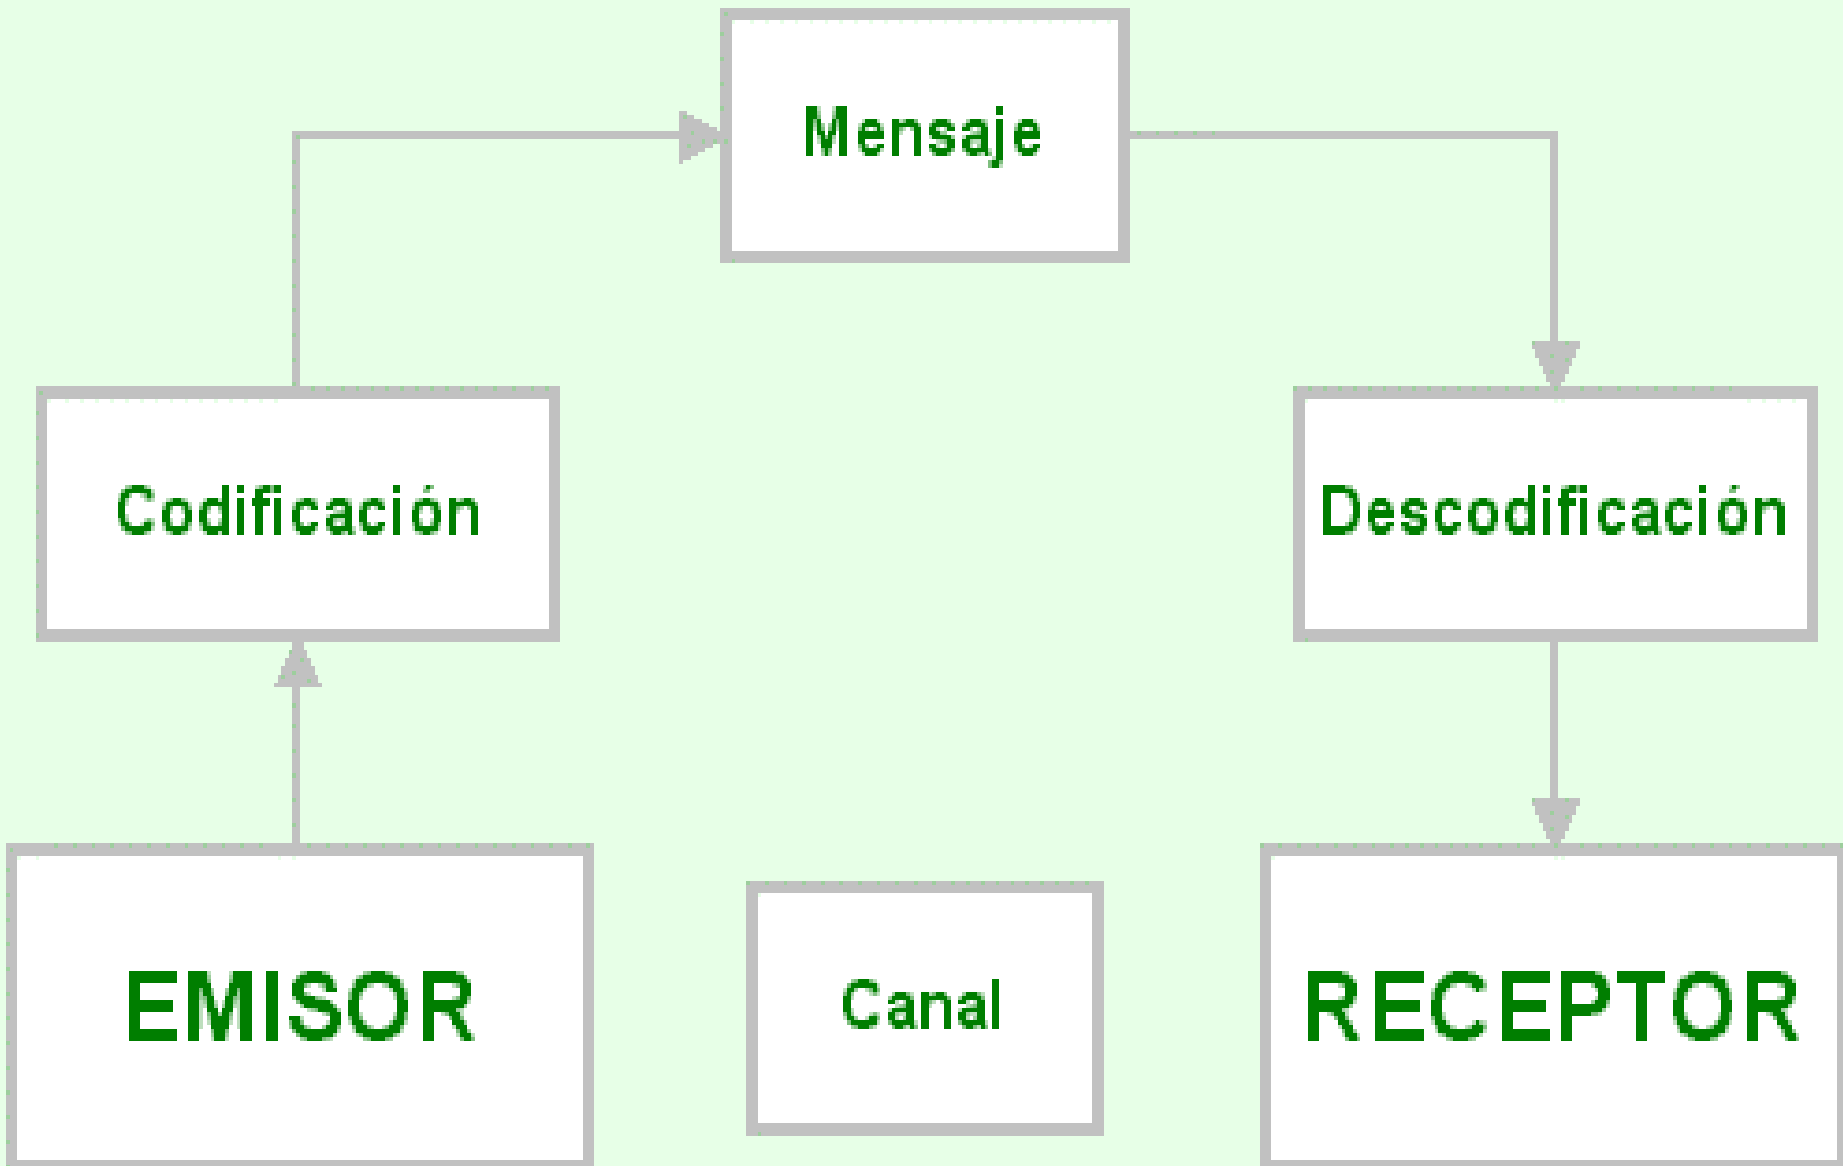 Mensaje
Codificación
Descodificación
EMISOR
Canal
RECEPTOR